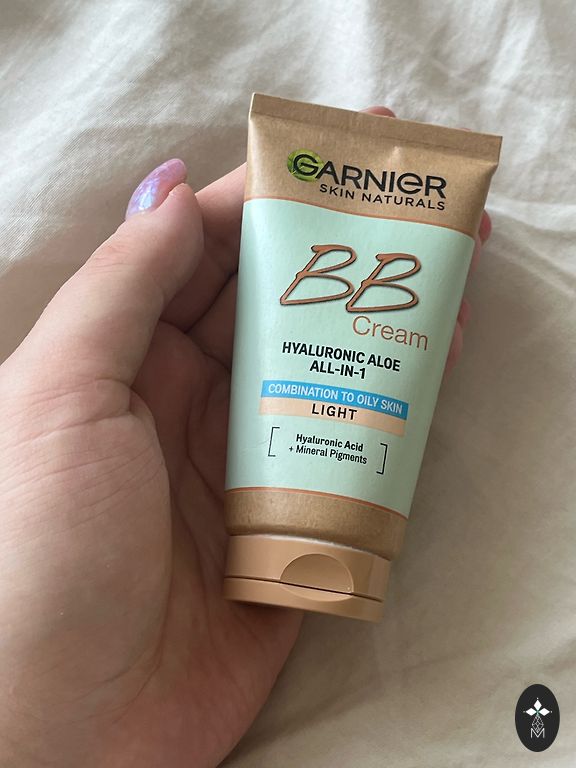 GARNIER
SKIN NATURALS
BB
Cream
HYALURONIC ALOE
ALL-IN-1
COMBINATION TO OILY SKIN
LIGHT
Hyaluronic Acid
+ Mineral Pigments
M